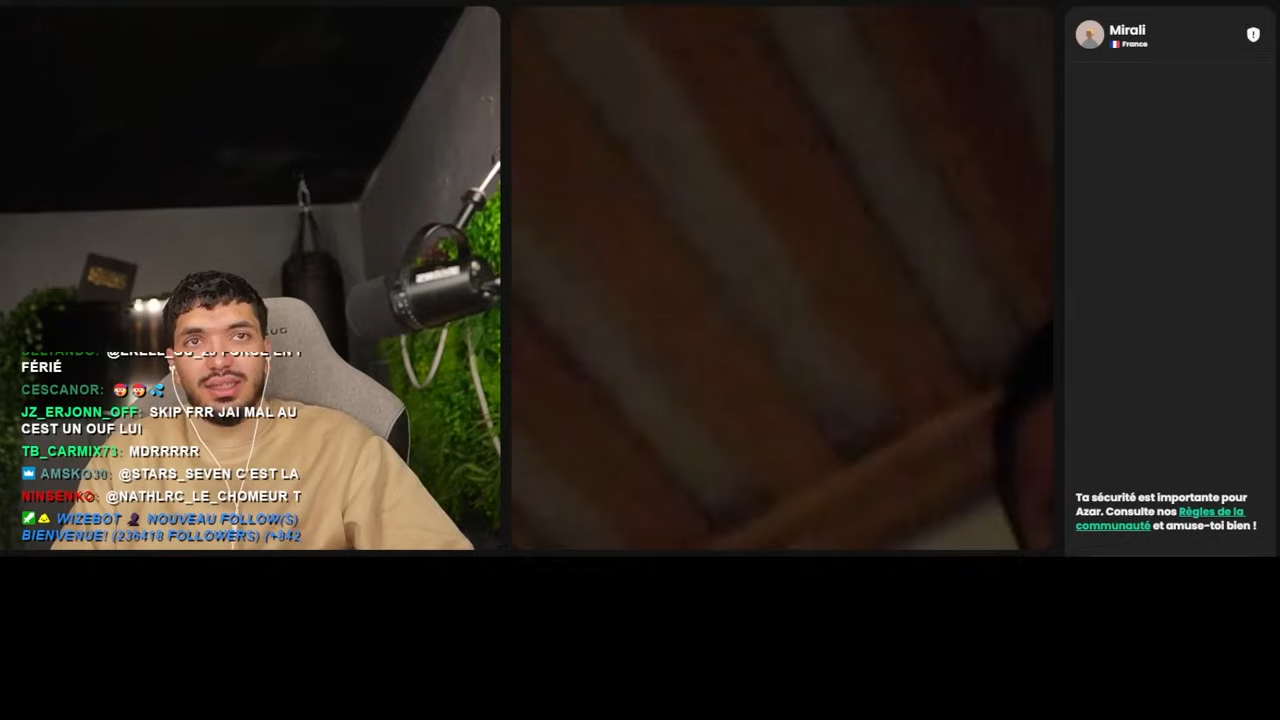 FÉRIÉ
CESCANOR:
JZ_ERJONN_OFF: SKIP FRR JAI MAL AU
CEST UN OUF LUI
TB_CARMIX73: MDRRRRR
AMSKO30: @STARS_SEVEN C'EST LA
NINSENKO: @NATHLRC_LE_CHOMEUR T
WIZEBOT NOUVEAU FOLLOW(S)
BIENVENUE! (236418 FOLLOWERS) (+842
Mirali
France
Ta sécurité est importante pour
Azar. Consulte nos Règles de la
communauté et amuse-toi bien !